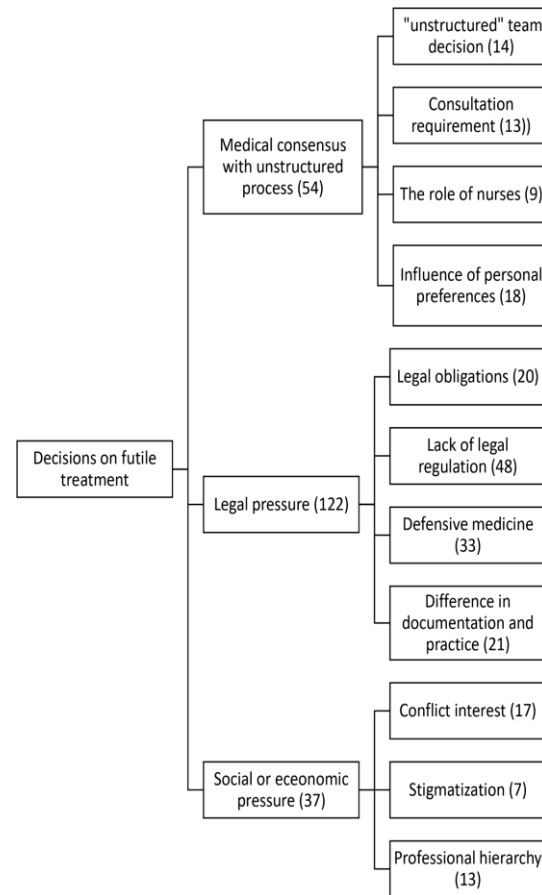 "unstructured" team
decision (14)
Consultation
requirement (13))
Medical consensus
with unstructured
process (54)
The role of nurses (9)
Influence of personal
preferences (18)
Legal obligations (20)
Lack of legal
regulation (48)
Decisions on futile
treatment
Legal pressure (122)
Defensive medicine
(33)
Difference in
documentation and
practice (21)
Conflict interest (17)
Social or eceonomic
pressure (37)
Stigmatization (7)
Professional hierarchy
(13)